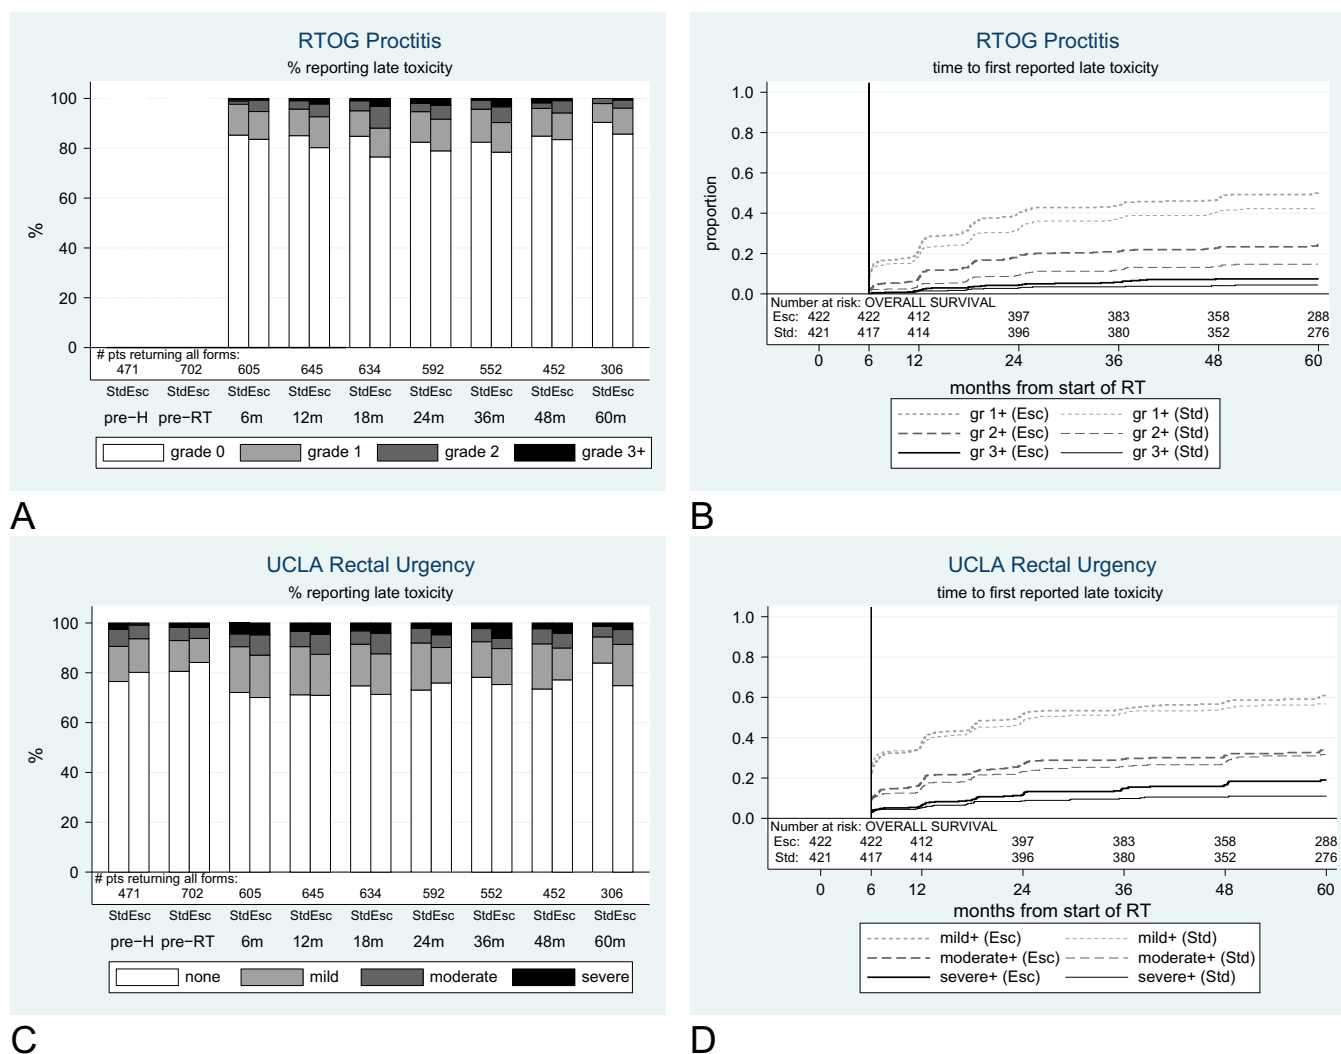 RTOG Proctitis
% reporting late toxicity
100
80
60
40
20
0
%
# pts returning all forms:
471 702 605 645 634 592 552 452 306
StdEsc StdEsc StdEsc StdEsc StdEsc StdEsc StdEsc StdEsc StdEsc
pre−H pre−RT 6m 12m 18m 24m 36m 48m 60m
grade 0 grade 1 grade 2 grade 3+
A
RTOG Proctitis
time to first reported late toxicity
1.0
0.8
0.6
0.4
0.2
0.0
proportion
Number at risk: OVERALL SURVIVAL
Esc: 422 422 412 397 383 358 288
Std: 421 417 414 396 380 352 276
0 6 12 24 36 48 60
months from start of RT
gr 1+ (Esc) gr 1+ (Std)
gr 2+ (Esc) gr 2+ (Std)
gr 3+ (Esc) gr 3+ (Std)
B
UCLA Rectal Urgency
% reporting late toxicity
100
80
60
40
20
0
%
# pts returning all forms:
471 702 605 645 634 592 552 452 306
StdEsc StdEsc StdEsc StdEsc StdEsc StdEsc StdEsc StdEsc StdEsc
pre−H pre−RT 6m 12m 18m 24m 36m 48m 60m
none mild moderate severe
C
UCLA Rectal Urgency
time to first reported late toxicity
1.0
0.8
0.6
0.4
0.2
0.0
Number at risk: OVERALL SURVIVAL
Esc: 422 422 412 397 383 358 288
Std: 421 417 414 396 380 352 276
0 6 12 24 36 48 60
months from start of RT
mild+ (Esc) mild+ (Std)
moderate+ (Esc) moderate+ (Std)
severe+ (Esc) severe+ (Std)
D